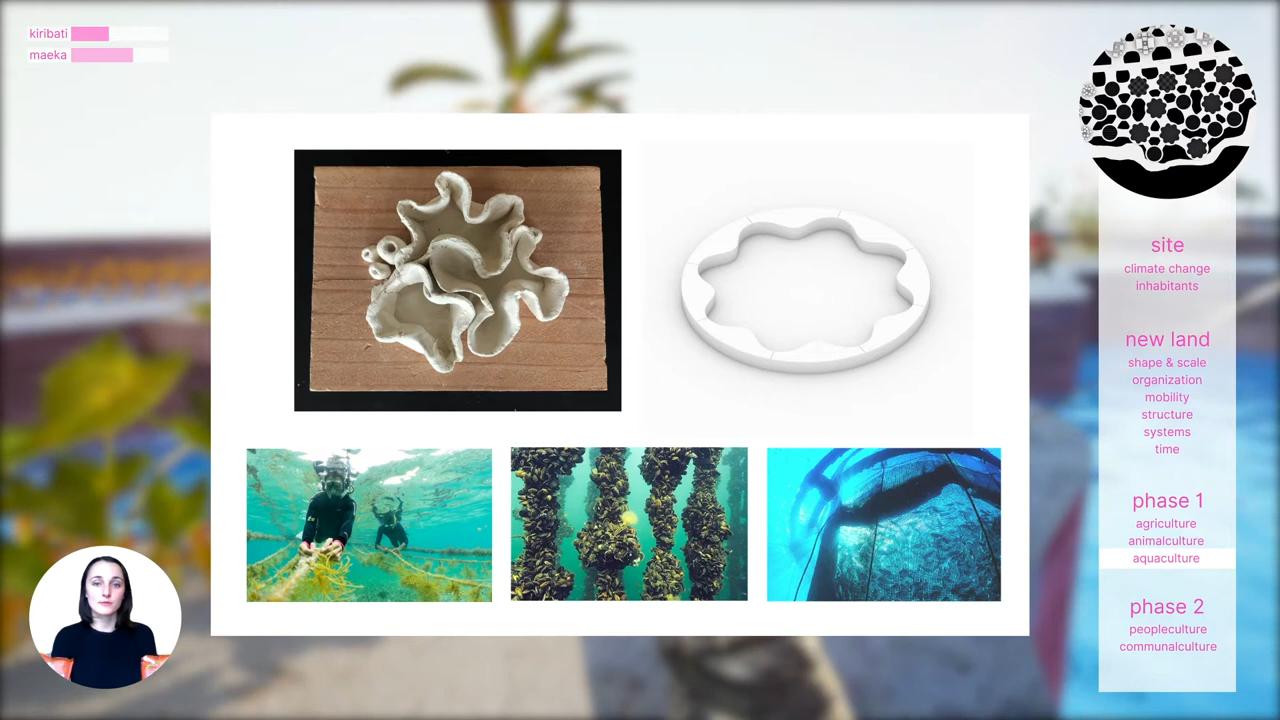 kiribati
maeka
site
climate change
inhabitants
new land
shape & scale
organization
mobility
structure
systems
time
phase 1
agriculture
animalculture
aquaculture
phase 2
peopleculture
communalculture